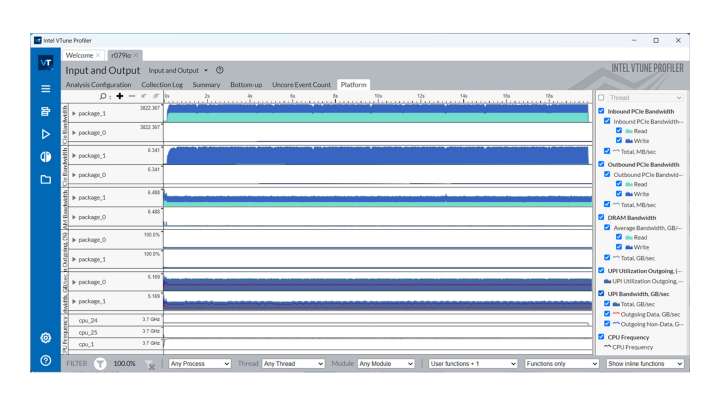 Intel VTune Profiler
Welcome × r079io ×
Input and Output Input and Output
INTEL VTUNE PROFILER
Analysis Configuration Collection Log Summary Bottom-up Uncore Event Count Platform
0s 2s 4s 6s 8s 10s 12s 14s 16s 18s
package_1 3822.307
package_0 3822.307
package_1 6.341
package_0 6.341
package_1 6.488
package_0 6.488
package_0 100.0%
package_1 100.0%
package_0 5.169
package_1 5.169
cpu_24 3.7 GHz
cpu_25 3.7 GHz
cpu_1 3.7 GHz
Thread
Inbound PCIe Bandwidth
Inbound PCIe Bandwidth--
Read
Write
Total, MB/sec
Outbound PCIe Bandwidth
Outbound PCIe Bandwid--
Read
Write
Total, MB/sec
DRAM Bandwidth
Average Bandwidth, GB/--
Read
Write
Total, GB/sec
UPI Utilization Outgoing, (--
UPI Utilization Outgoing,--
UPI Bandwidth, GB/sec
Total, GB/sec
Outgoing Data, GB/sec
Outgoing Non-Data, G--
CPU Frequency
CPU Frequency
FILTER 100.0% Any Process Thread Any Thread Module Any Module User functions + 1 Functions only Show inline functions